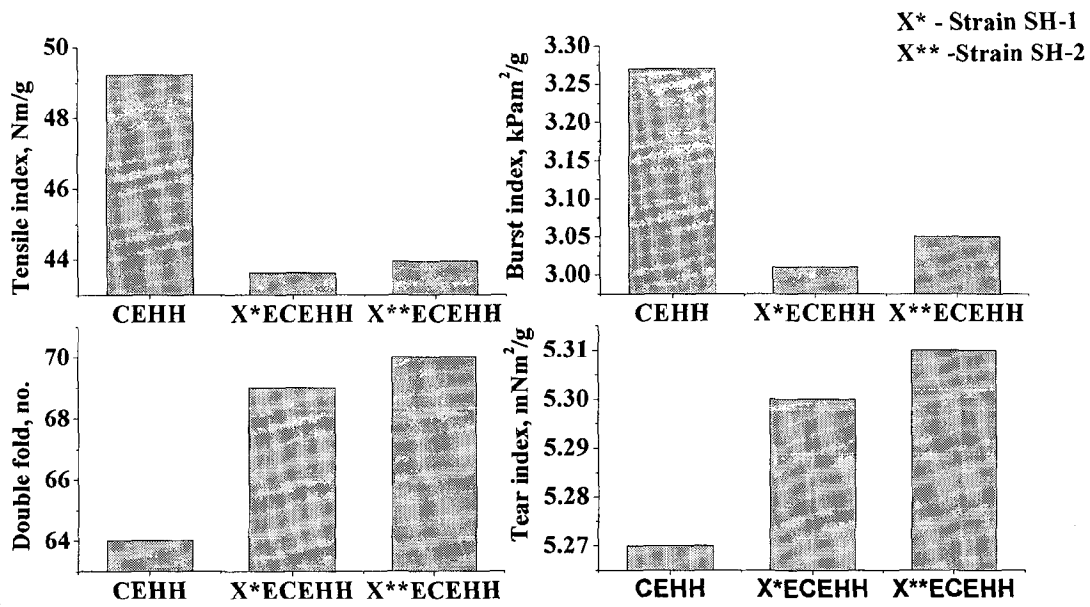 X* - Strain SH-1
X** -Strain SH-2
Tensile index, Nm/g
50
48
46
44
CEHH X*ECEHH X**ECEHH
Burst index, kPam²/g
3.30
3.25
3.20
3.15
3.10
3.05
3.00
CEHH X*ECEHH X**ECEHH
Double fold, no.
70
68
66
64
CEHH X*ECEHH X**ECEHH
Tear index, mNm²/g
5.31
5.30
5.29
5.28
5.27
CEHH X*ECEHH X**ECEHH